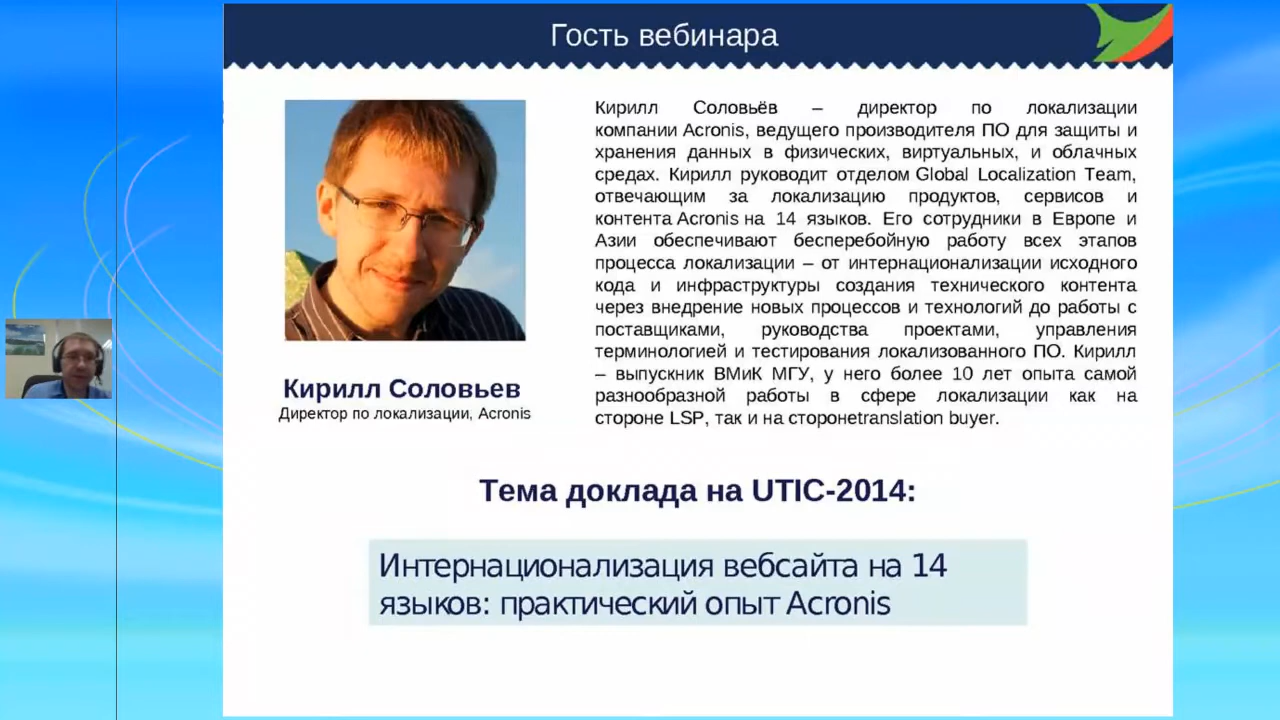 Гость вебинара
Кирилл Соловьёв – директор по локализации
компании Acronis, ведущего производителя ПО для защиты и
хранения данных в физических, виртуальных, и облачных
средах. Кирилл руководит отделом Global Localization Team,
отвечающим за локализацию продуктов, сервисов и
контента Acronis на 14 языков. Его сотрудники в Европе и
Азии обеспечивают бесперебойную работу всех этапов
процесса локализации – от интернационализации исходного
кода и инфраструктуры создания технического контента
через внедрение новых процессов и технологий до работы с
поставщиками, руководства проектами, управления
терминологией и тестирования локализованного ПО. Кирилл
– выпускник ВМиК МГУ, у него более 10 лет опыта самой
разнообразной работы в сфере локализации как на
стороне LSP, так и на сторонеtranslation buyer.
Кирилл Соловьев
Директор по локализации, Acronis
Тема доклада на UTIC-2014:
Интернационализация вебсайта на 14
языков: практический опыт Acronis